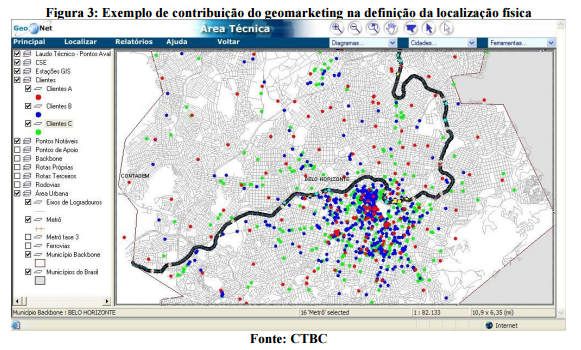 Figura 3: Exemplo de contribuição do geomarketing na definição da localização física
GeoNet
Área Técnica
Principal Localizar Relatórios Ajuda Voltar
Diagramas... Cidades... Ferramentas...
Laudo Técnico - Pontos Aval
CSE
Estações GIS
Clientes
Clientes A
Clientes B
Clientes C
Pontos Notáveis
Pontos de Apoio
Backbone
Rotas Próprias
Rotas Terceiros
Rodovias
Área Urbana
Eixos de Logradouros
Metrô
Metrô fase 3
Ferrovias
Município Backbone
Municípios do Brasil
CONTAGEM
BELO HORIZONTE
Município Backbone : BELO HORIZONTE
16 'Metrô' selected
1 : 82.133
10,9 x 6,35 (mi)
Internet
Fonte: CTBC